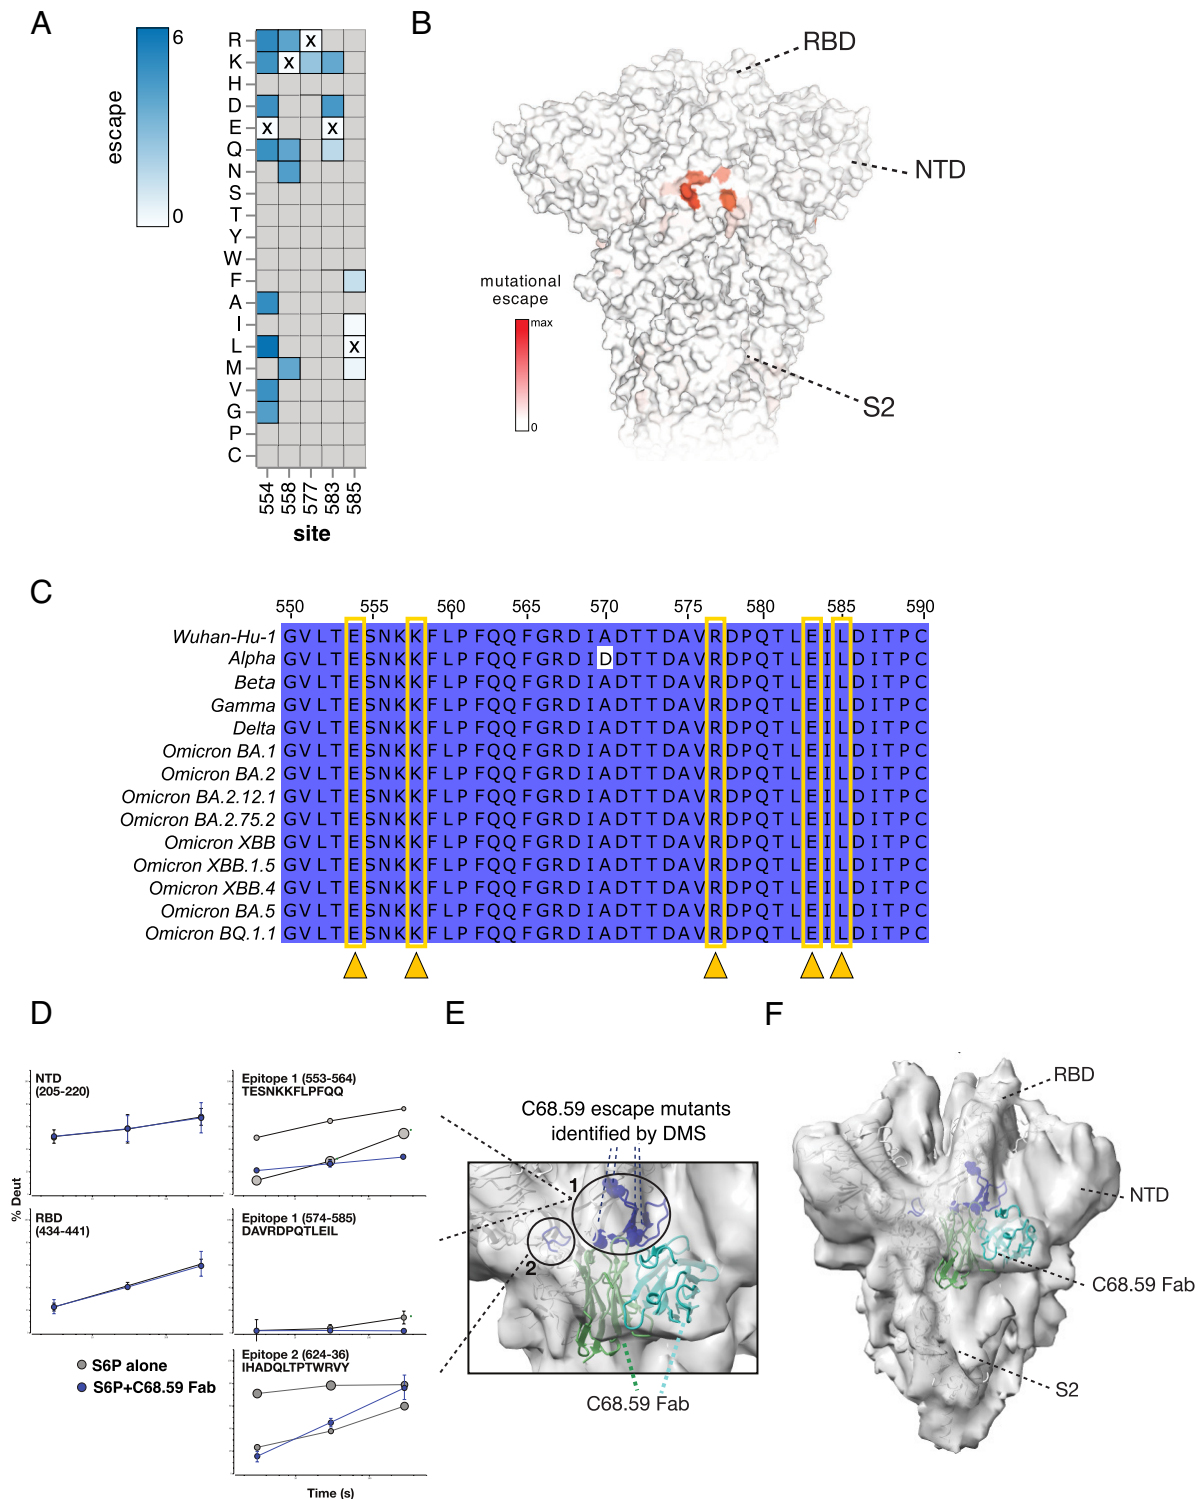 A
6
escape
0
R
K
H
D
E
Q
N
S
T
Y
W
F
A
I
L
M
V
G
P
C
X
X
X
X
X
554
558
577
583
585
site
B
RBD
NTD
mutational
escape
max
0
S2
C
550 555 560 565 570 575 580 585 590
Wuhan-Hu-1 GVLTESNKKFLPFQQFGRDIADTTDAVRDPQTLEILDITPC
Alpha GVLTESNKKFLPFQQFGRDIDDTTDAVRDPQTLEILDITPC
Beta GVLTESNKKFLPFQQFGRDIADTTDAVRDPQTLEILDITPC
Gamma GVLTESNKKFLPFQQFGRDIADTTDAVRDPQTLEILDITPC
Delta GVLTESNKKFLPFQQFGRDIADTTDAVRDPQTLEILDITPC
Omicron BA.1 GVLTESNKKFLPFQQFGRDIADTTDAVRDPQTLEILDITPC
Omicron BA.2 GVLTESNKKFLPFQQFGRDIADTTDAVRDPQTLEILDITPC
Omicron BA.2.12.1 GVLTESNKKFLPFQQFGRDIADTTDAVRDPQTLEILDITPC
Omicron BA.2.75.2 GVLTESNKKFLPFQQFGRDIADTTDAVRDPQTLEILDITPC
Omicron XBB GVLTESNKKFLPFQQFGRDIADTTDAVRDPQTLEILDITPC
Omicron XBB.1.5 GVLTESNKKFLPFQQFGRDIADTTDAVRDPQTLEILDITPC
Omicron XBB.4 GVLTESNKKFLPFQQFGRDIADTTDAVRDPQTLEILDITPC
Omicron BA.5 GVLTESNKKFLPFQQFGRDIADTTDAVRDPQTLEILDITPC
Omicron BQ.1.1 GVLTESNKKFLPFQQFGRDIADTTDAVRDPQTLEILDITPC
D
% Deut
NTD
(205-220)
Epitope 1 (553-564)
TESNKKFLPFQQ
RBD
(434-441)
Epitope 1 (574-585)
DAVRDPQTLEIL
Epitope 2 (624-36)
IHADQLTPTWRVY
S6P alone
S6P+C68.59 Fab
Time (s)
E
C68.59 escape mutants
identified by DMS
1
2
C68.59 Fab
F
RBD
NTD
C68.59 Fab
S2